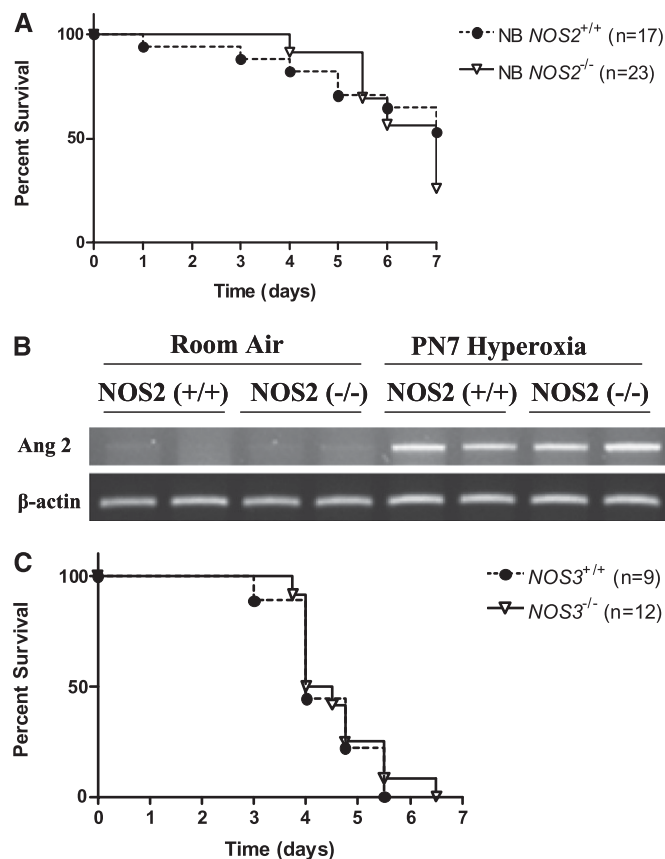 A
100
50
0
Percent Survival
0 1 2 3 4 5 6 7
Time (days)
NB NOS2+/+ (n=17)
NB NOS2-/- (n=23)
B
Room Air PN7 Hyperoxia
NOS2 (+/+) NOS2 (-/-) NOS2 (+/+) NOS2 (-/-)
Ang 2
β-actin
C
100
50
0
Percent Survival
0 1 2 3 4 5 6 7
Time (days)
NOS3+/+ (n=9)
NOS3-/- (n=12)